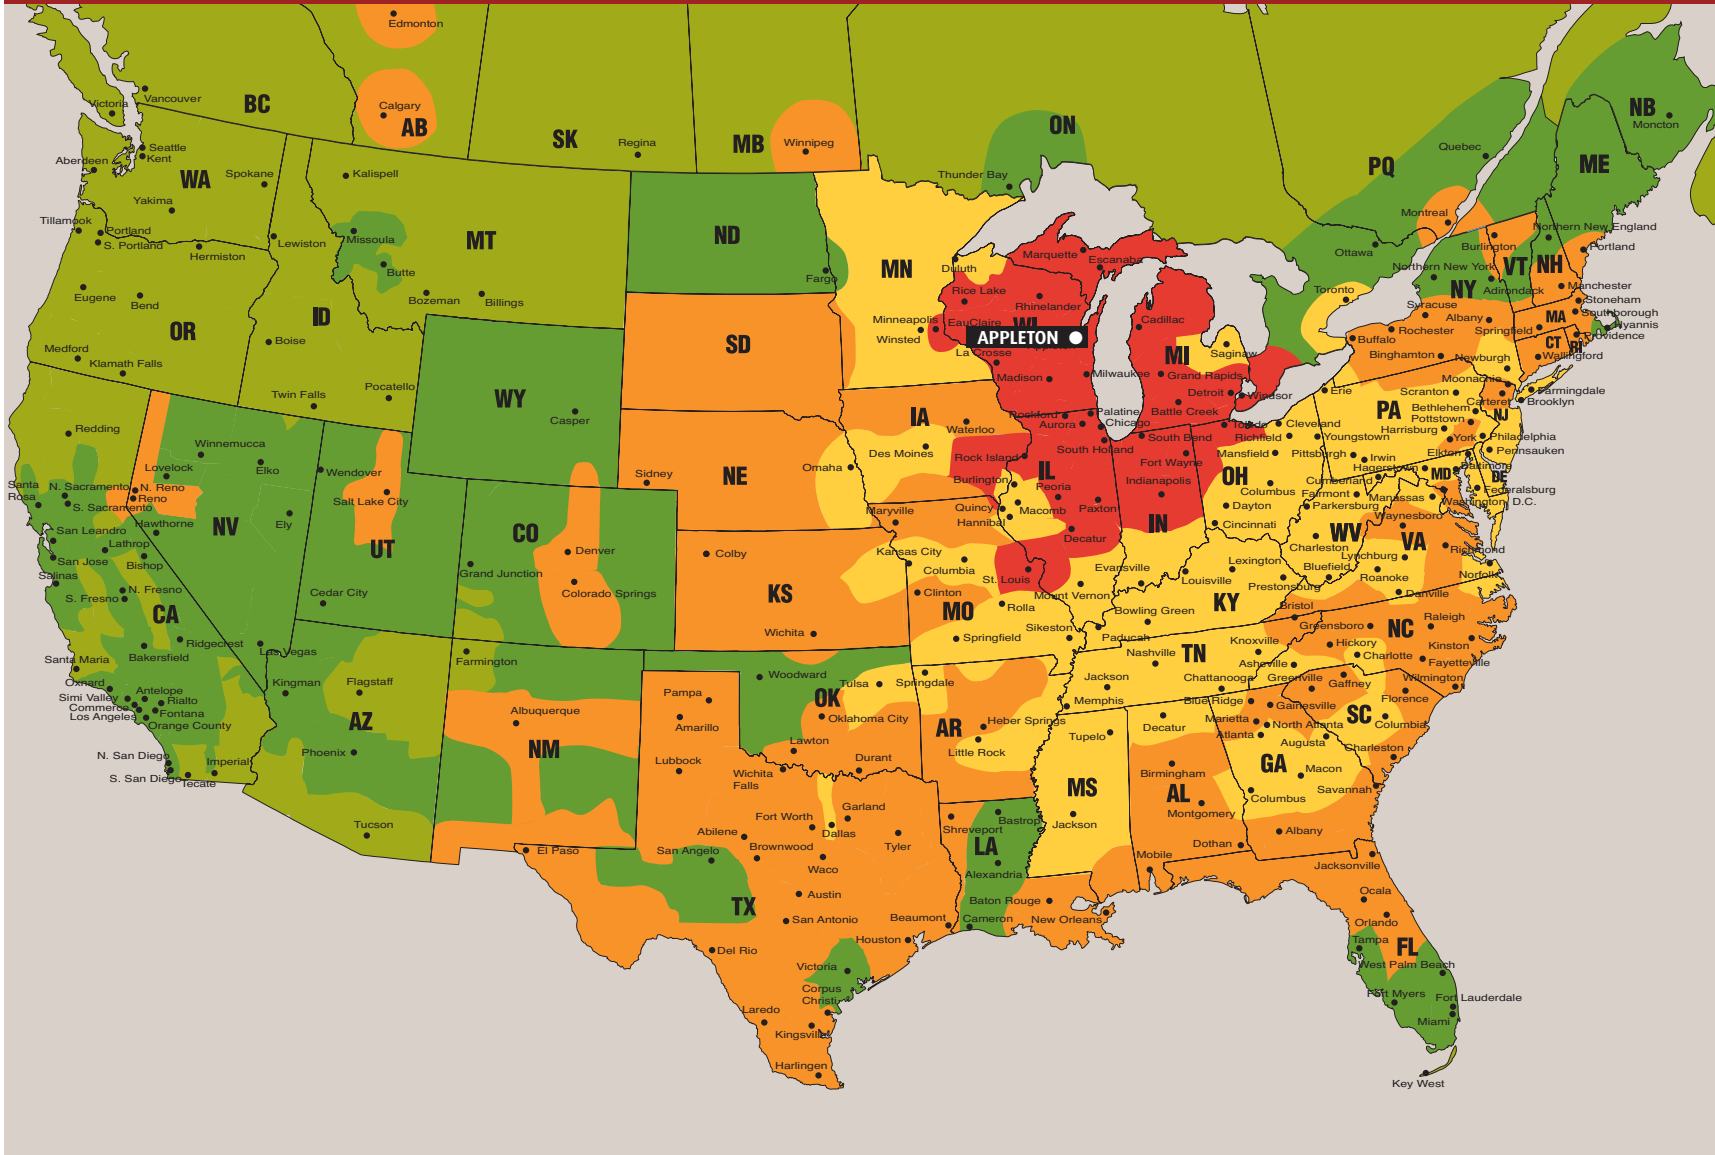 Edmonton
Calgary
AB
Victoria
Vancouver
BC
SK
Regina
MB
Winnipeg
ON
Thunder Bay
PQ
Quebec
Montreal
Ottawa
Toronto
NB
Moncton
ME
Seattle
Kent
Aberdeen
WA
Spokane
Yakima
Kalispell
Tillamook
Portland
S. Portland
Hermiston
Lewiston
Missoula
MT
Butte
Bozeman
Billings
Eugene
Bend
OR
ID
Boise
Medford
Klamath Falls
Twin Falls
Pocatello
WY
Casper
ND
Fargo
SD
MN
Duluth
Minneapolis
Winsted
Marquette
Escanaba
Rice Lake
Rhinelander
EauClaire
WI
APPLETON
Appleton
La Crosse
Madison
Milwaukee
Cadillac
MI
Saginaw
Grand Rapids
Detroit
Windsor
Battle Creek
Northern New England
Portland
Burlington
VT
NH
Northern New York
NY
Adirondack
Manchester
Stoneham
Southborough
Hyannis
Providence
MA
CT
RI
Wallingford
Springfield
Syracuse
Albany
Rochester
Buffalo
Binghamton
Newburgh
Moonachie
Farmingdale
Brooklyn
Carteret
NJ
Erie
PA
Scranton
Bethlehem
Pottstown
Harrisburg
York
Philadelphia
Pennsauken
Elkton
Pittsburgh
Irwin
Hagerstown
MD
Baltimore
DE
Federalsburg
Washington D.C.
Cumberland
Fairmont
Manassas
Parkersburg
Redding
Winnemucca
Elko
Lovelock
N. Reno
Reno
Santa
Rosa
N. Sacramento
S. Sacramento
Hawthorne
NV
Ely
San Leandro
Lathrop
San Jose
Bishop
Salinas
N. Fresno
S. Fresno
CA
Ridgecrest
Bakersfield
Las Vegas
Santa Maria
Oxnard
Simi Valley
Antelope
Rialto
Commerce
Fontana
Los Angeles
Orange County
N. San Diego
S. San Diego
Imperial
Tecate
Wendover
Salt Lake City
UT
Cedar City
CO
Denver
Grand Junction
Colorado Springs
Kingman
Flagstaff
AZ
Phoenix
Tucson
Farmington
Albuquerque
NM
Sidney
NE
Omaha
IA
Waterloo
Des Moines
Colby
KS
Wichita
Maryville
Kansas City
Columbia
Clinton
MO
Rolla
Springfield
Sikeston
St. Louis
Hannibal
Quincy
Burlington
Rock Island
Rockford
Palatine
Aurora
Chicago
South Holland
IL
Peoria
Macomb
Paxton
Decatur
Mount Vernon
South Bend
Fort Wayne
Indianapolis
IN
Evansville
Toledo
Cleveland
Richfield
Youngstown
Mansfield
OH
Columbus
Dayton
Cincinnati
WV
Charleston
Bluefield
Waynesboro
VA
Lynchburg
Richmond
Roanoke
Norfolk
Danville
Lexington
Louisville
Prestonsburg
KY
Bowling Green
Paducah
Bristol
Greensboro
NC
Raleigh
Hickory
Kinston
Charlotte
Fayetteville
Wilmington
Asheville
Knoxville
TN
Nashville
Jackson
Chattanooga
Memphis
Woodward
Tulsa
OK
Oklahoma City
Lawton
Durant
Springdale
AR
Heber Springs
Little Rock
Pampa
Amarillo
Lubbock
Wichita
Falls
Garland
Fort Worth
Dallas
Abilene
Brownwood
Waco
Tyler
El Paso
San Angelo
TX
Austin
San Antonio
Del Rio
Beaumont
Houston
Victoria
Corpus
Christi
Laredo
Kingsville
Harlingen
Shreveport
Bastrop
LA
Alexandria
Baton Rouge
Cameron
New Orleans
Tupelo
MS
Jackson
Decatur
Birmingham
AL
Montgomery
Dothan
Mobile
Blue Ridge
Greenville
Gaffney
Gainesville
Marietta
North Atlanta
Atlanta
SC
Florence
Columbia
Augusta
Charleston
GA
Macon
Columbus
Savannah
Albany
Jacksonville
Ocala
Orlando
Tampa
FL
West Palm Beach
Fort Myers
Fort Lauderdale
Miami
Key West